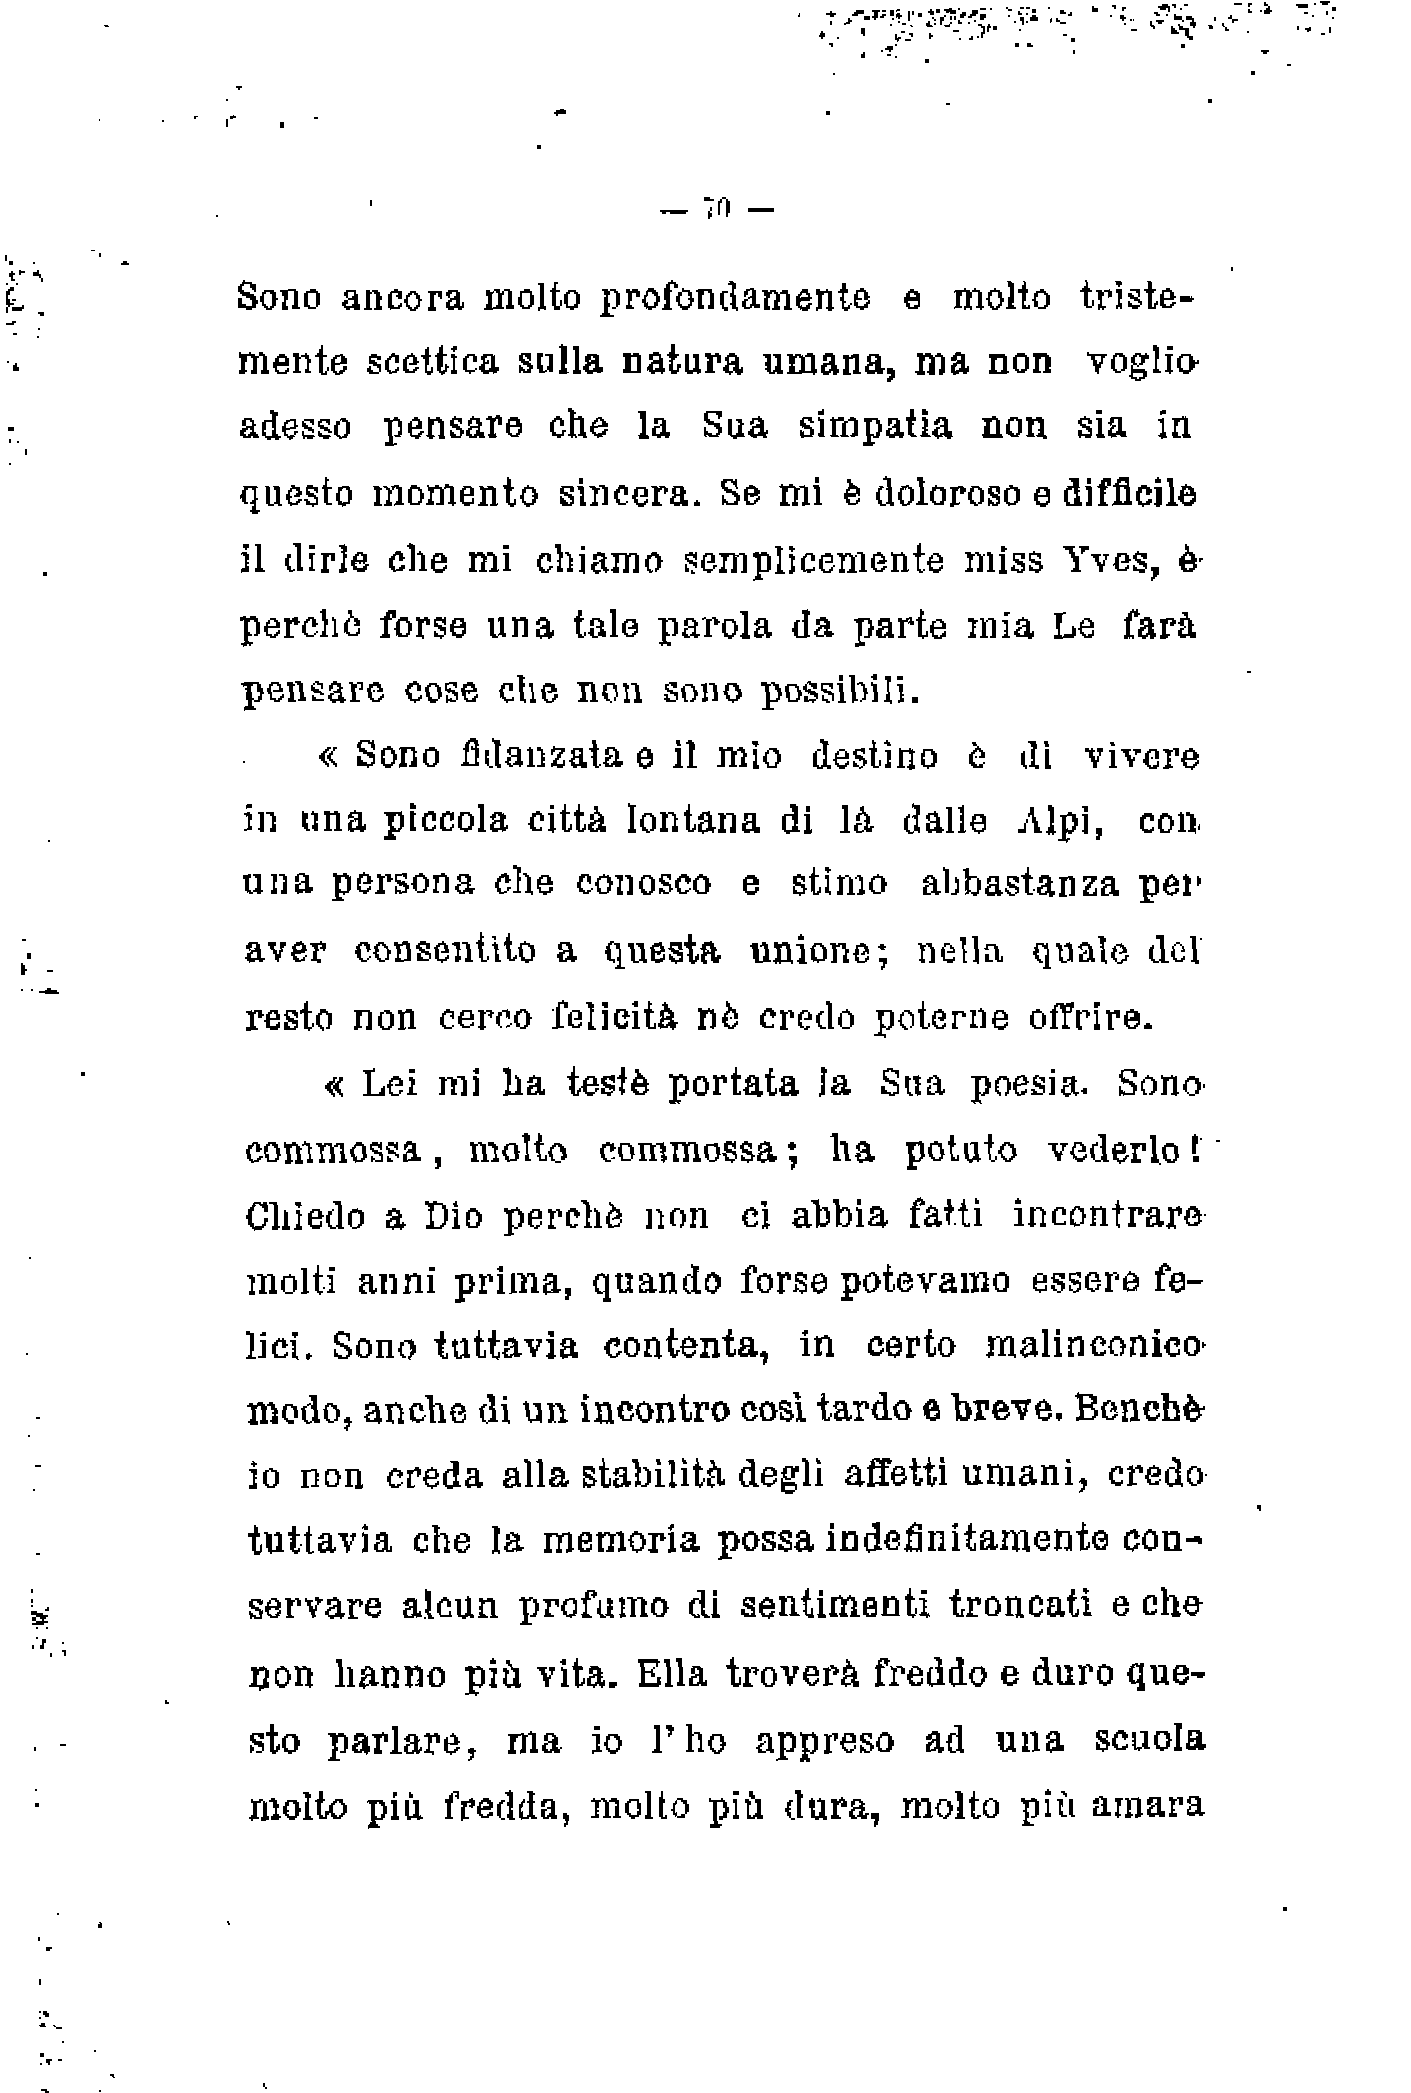 — 70 —
Sono ancora molto profondamente e molto triste-
mente scettica sulla natura umana, ma non voglio
adesso pensare che la Sua simpatia non sia in
questo momento sincera. Se mi è doloroso e difficile
il dirle che mi chiamo semplicemente miss Yves, è
perchè forse una tale parola da parte mia Le farà
pensare cose che non sono possibili.
« Sono fidanzata e il mio destino è di vivere
in una piccola città lontana di là dalle Alpi, con
una persona che conosco e stimo abbastanza per
aver consentito a questa unione; nella quale del
resto non cerco felicità nè credo poterne offrire.
« Lei mi ha testè portata la Sua poesia. Sono
commossa, molto commossa; ha potuto vederlo!
Chiedo a Dio perchè non ci abbia fatti incontrare
molti anni prima, quando forse potevamo essere fe-
lici. Sono tuttavia contenta, in certo malinconico
modo, anche di un incontro così tardo e breve. Benchè
io non creda alla stabilità degli affetti umani, credo
tuttavia che la memoria possa indefinitamente con-
servare alcun profumo di sentimenti troncati e che
non hanno più vita. Ella troverà freddo e duro que-
sto parlare, ma io l'ho appreso ad una scuola
molto più fredda, molto più dura, molto più amara